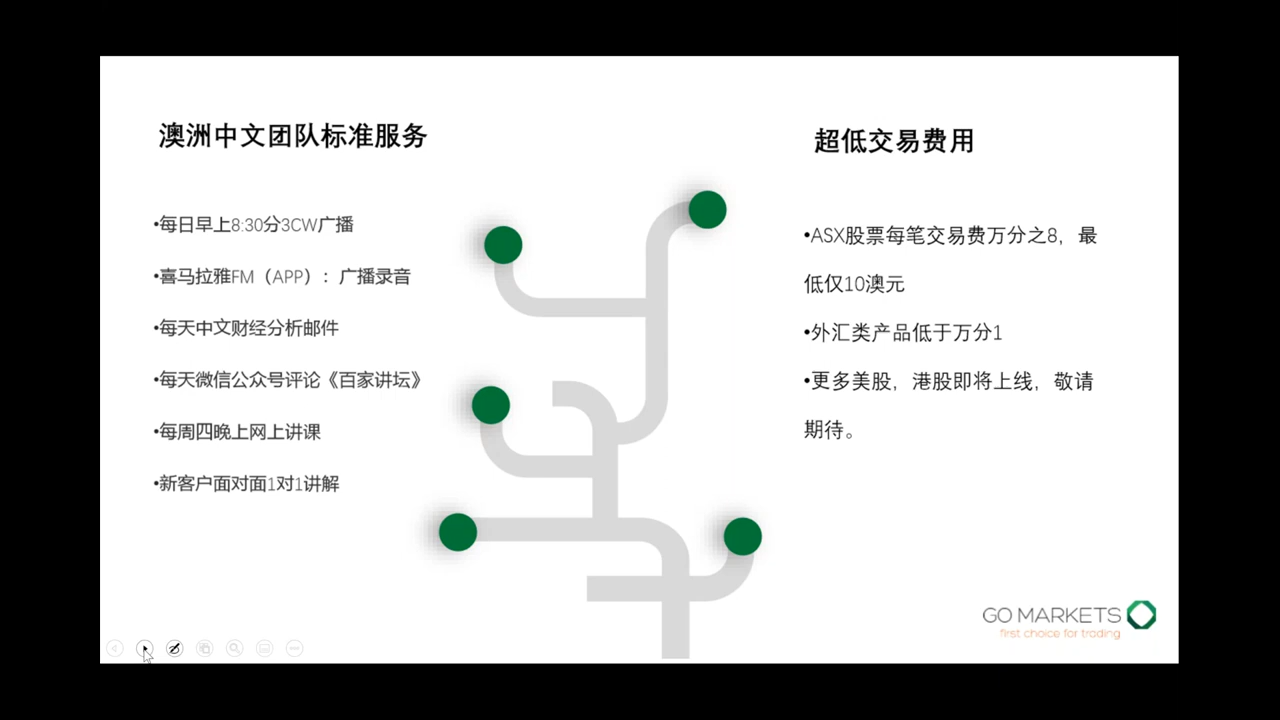 澳洲中文团队标准服务
•每日早上8:30分3CW广播
•喜马拉雅FM（APP）：广播录音
•每天中文财经分析邮件
•每天微信公众号评论《百家讲坛》
•每周四晚上网上讲课
•新客户面对面1对1讲解
超低交易费用
•ASX股票每笔交易费万分之8，最
低仅10澳元
•外汇类产品低于万分1
•更多美股，港股即将上线，敬请
期待。
GO MARKETS
first choice for trading